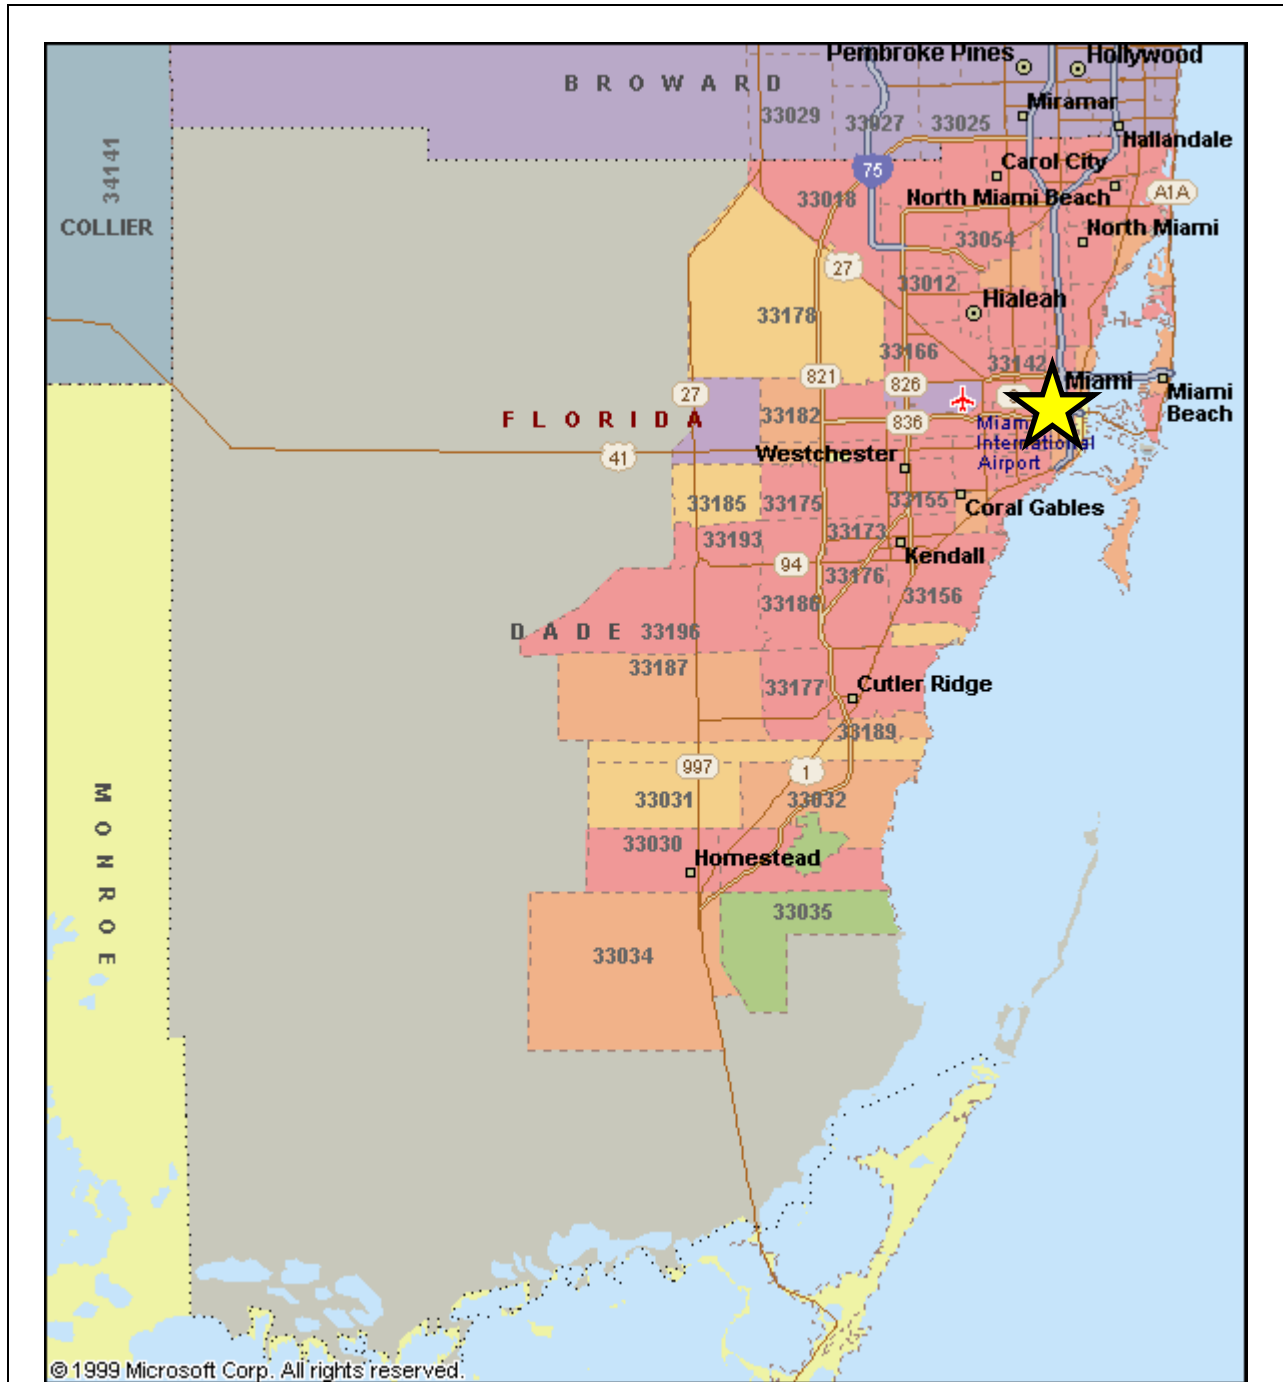 Pembroke Pines
Hollywood
B R O W A R D
Miramar
33029
33027
33025
Hallandale
34141
75
Carol City
North Miami Beach
A1A
33018
COLLIER
North Miami
33054
27
33012
Hialeah
33178
33166
33142
821
826
Miami
Miami
Beach
27
33182
836
F L O R I D A
Miami
International
Airport
41
Westchester
33185
33175
33155
Coral Gables
33193
33173
Kendall
94
33176
33186
33156
D A D E
33196
33187
33177
Cutler Ridge
33189
997
1
M O N R O E
33031
33032
33030
Homestead
33035
33034
© 1999 Microsoft Corp. All rights reserved.